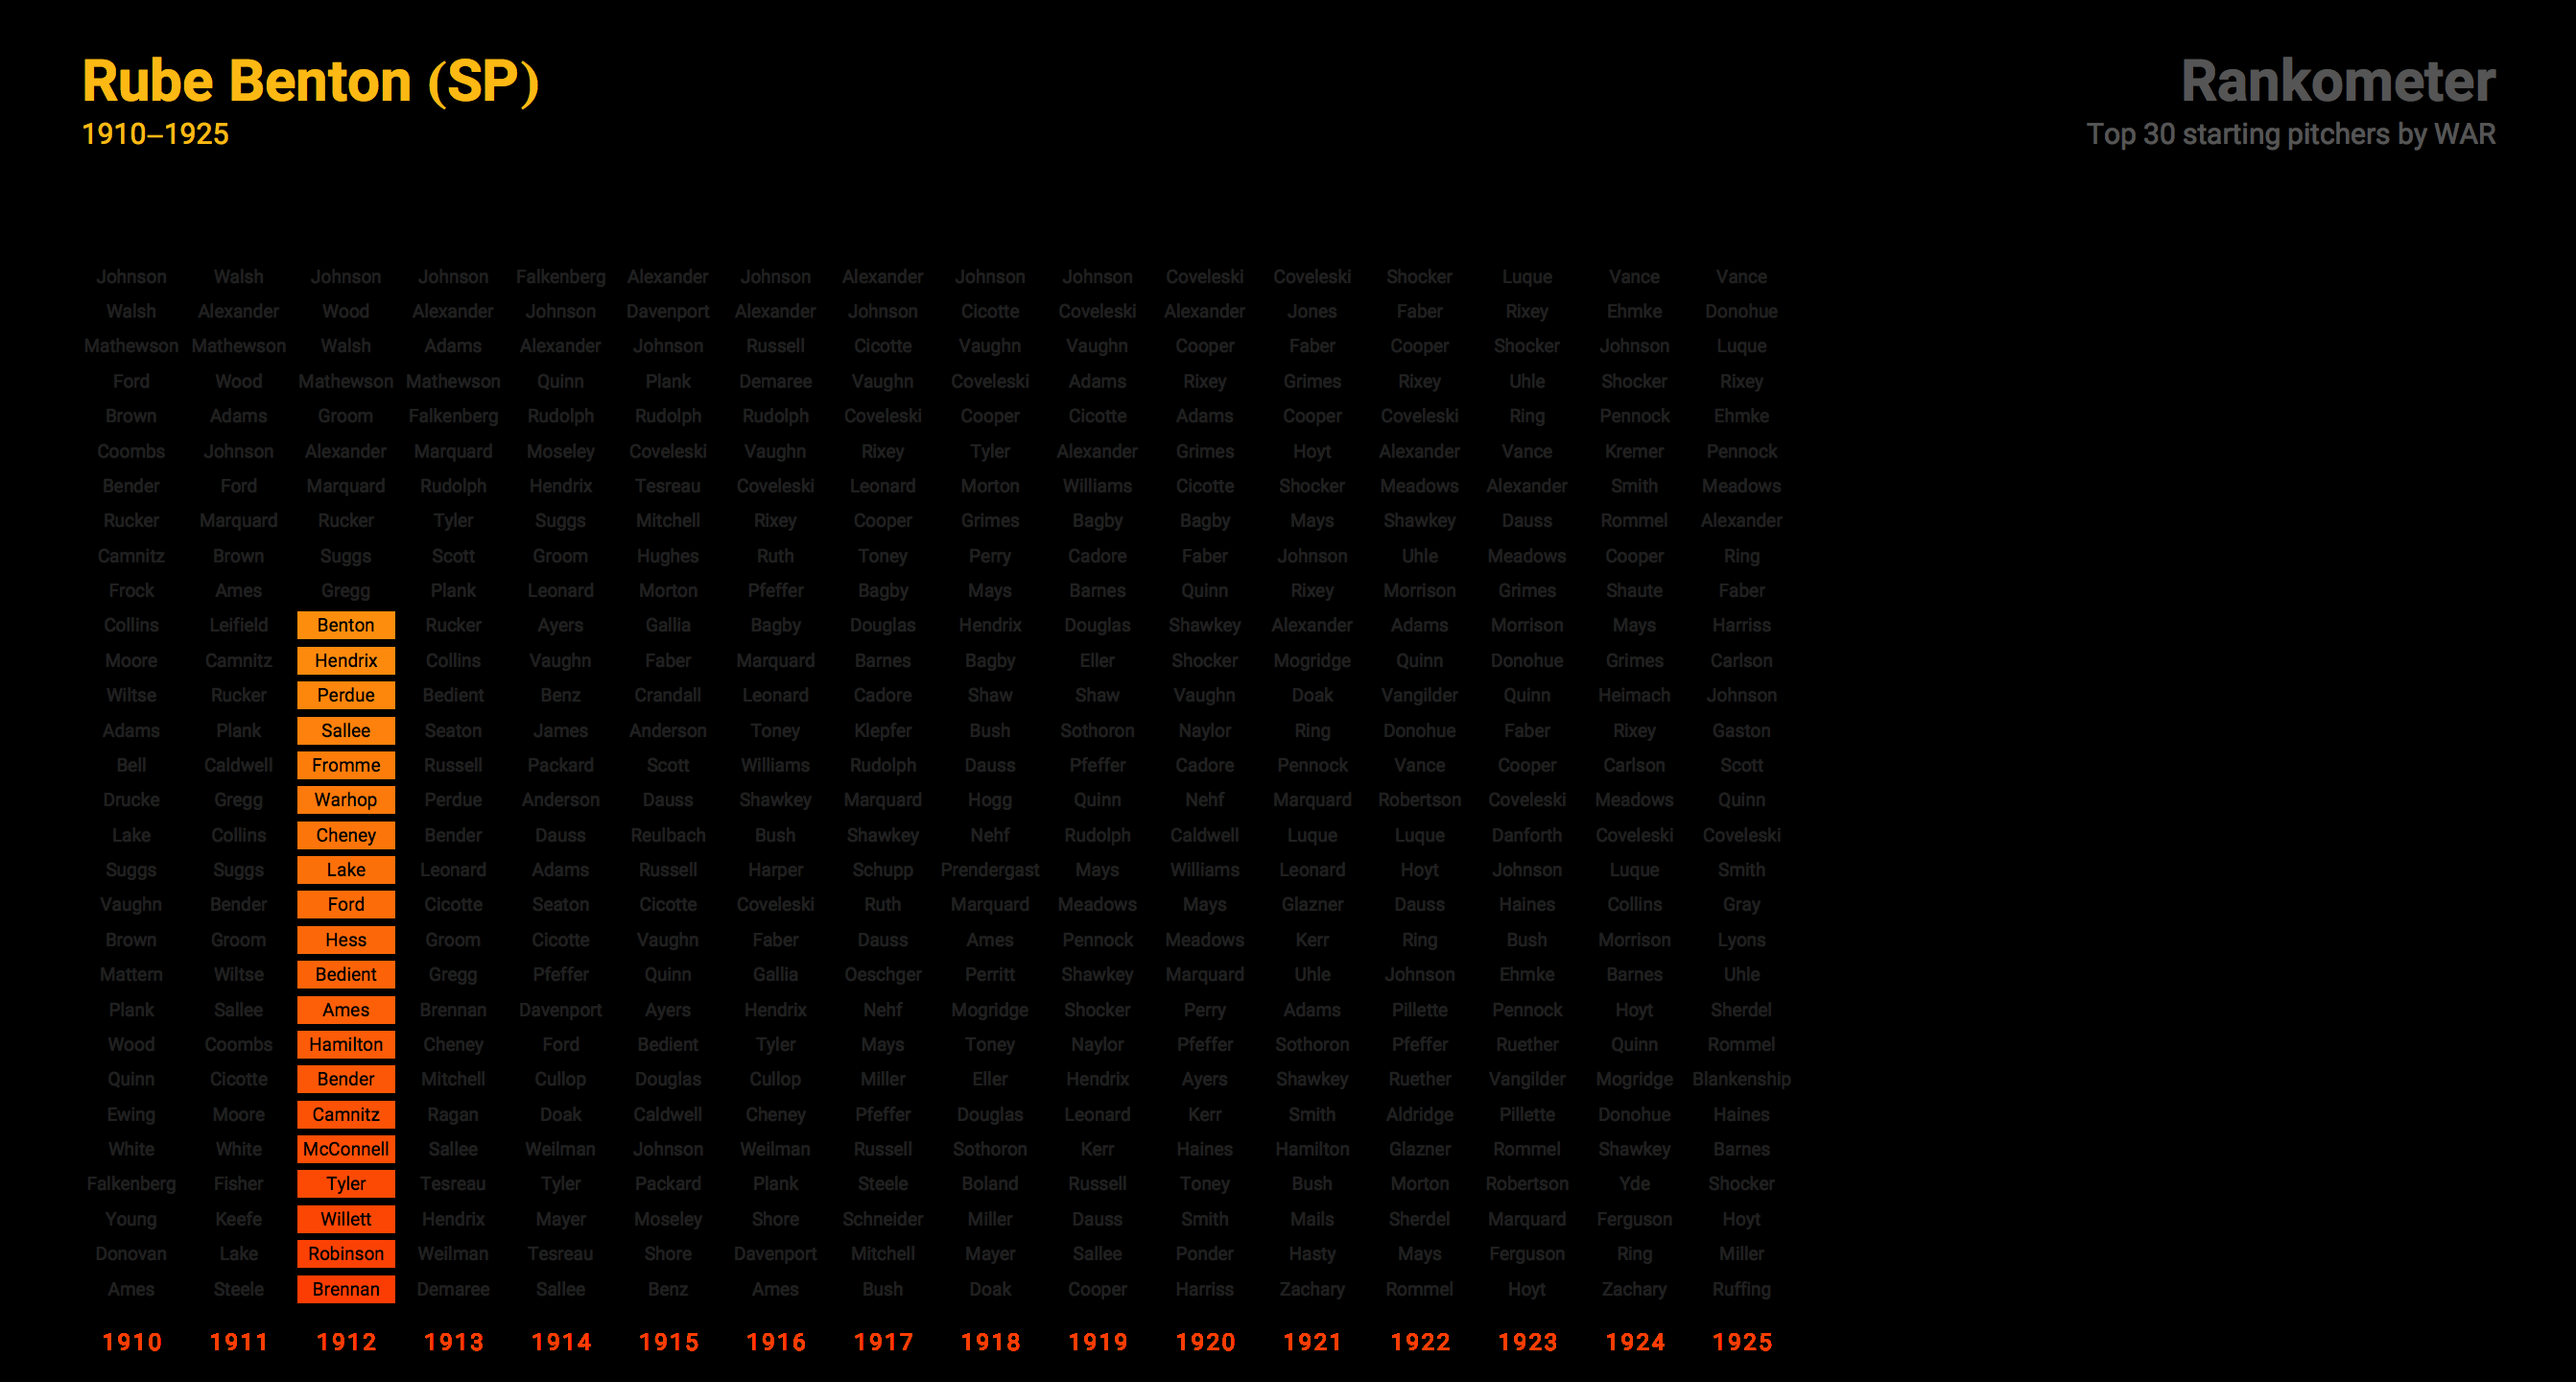 Rube Benton (SP)
1910–1925
Rankometer
Top 30 starting pitchers by WAR
Johnson Walsh Johnson Johnson Falkenberg Alexander Johnson Alexander Johnson Johnson Coveleski Coveleski Shocker Luque Vance Vance
Walsh Alexander Wood Alexander Johnson Davenport Alexander Johnson Cicotte Coveleski Alexander Jones Faber Rixey Ehmke Donohue
Mathewson Mathewson Walsh Adams Alexander Johnson Russell Cicotte Vaughn Vaughn Cooper Faber Cooper Shocker Johnson Luque
Ford Wood Mathewson Mathewson Quinn Plank Demaree Vaughn Coveleski Adams Rixey Grimes Rixey Uhle Shocker Rixey
Brown Adams Groom Falkenberg Rudolph Rudolph Rudolph Coveleski Cooper Cicotte Adams Cooper Coveleski Ring Pennock Ehmke
Coombs Johnson Alexander Marquard Moseley Coveleski Vaughn Rixey Tyler Alexander Grimes Hoyt Alexander Vance Kremer Pennock
Bender Ford Marquard Rudolph Hendrix Tesreau Coveleski Leonard Morton Williams Cicotte Shocker Meadows Alexander Smith Meadows
Rucker Marquard Rucker Tyler Suggs Mitchell Rixey Cooper Grimes Bagby Bagby Mays Shawkey Dauss Rommel Alexander
Camnitz Brown Suggs Scott Groom Hughes Ruth Toney Perry Cadore Faber Johnson Uhle Meadows Cooper Ring
Frock Ames Gregg Plank Leonard Morton Pfeffer Bagby Mays Barnes Quinn Rixey Morrison Grimes Shaute Faber
Collins Leifield Benton Rucker Ayers Gallia Bagby Douglas Hendrix Douglas Shawkey Alexander Adams Morrison Mays Harriss
Moore Camnitz Hendrix Collins Vaughn Faber Marquard Barnes Bagby Eller Shocker Mogridge Quinn Donohue Grimes Carlson
Wiltse Rucker Perdue Bedient Benz Crandall Leonard Cadore Shaw Shaw Vaughn Doak Vangilder Quinn Heimach Johnson
Adams Plank Sallee Seaton James Anderson Toney Klepfer Bush Sothoron Naylor Ring Donohue Faber Rixey Gaston
Bell Caldwell Fromme Russell Packard Scott Williams Rudolph Dauss Pfeffer Cadore Pennock Vance Cooper Carlson Scott
Drucke Gregg Warhop Perdue Anderson Dauss Shawkey Marquard Hogg Quinn Nehf Marquard Robertson Coveleski Meadows Quinn
Lake Collins Cheney Bender Dauss Reulbach Bush Shawkey Nehf Rudolph Caldwell Luque Luque Danforth Coveleski Coveleski
Suggs Suggs Lake Leonard Adams Russell Harper Schupp Prendergast Mays Williams Leonard Hoyt Johnson Luque Smith
Vaughn Bender Ford Cicotte Seaton Cicotte Coveleski Ruth Marquard Meadows Mays Glazner Dauss Haines Collins Gray
Brown Groom Hess Groom Cicotte Vaughn Faber Dauss Ames Pennock Meadows Kerr Ring Bush Morrison Lyons
Mattern Wiltse Bedient Gregg Pfeffer Quinn Gallia Oeschger Perritt Shawkey Marquard Uhle Johnson Ehmke Barnes Uhle
Plank Sallee Ames Brennan Davenport Ayers Hendrix Nehf Mogridge Shocker Perry Adams Pillette Pennock Hoyt Sherdel
Wood Coombs Hamilton Cheney Ford Bedient Tyler Mays Toney Naylor Pfeffer Sothoron Pfeffer Ruether Quinn Rommel
Quinn Cicotte Bender Mitchell Cullop Douglas Cullop Miller Eller Hendrix Ayers Shawkey Ruether Vangilder Mogridge Blankenship
Ewing Moore Camnitz Ragan Doak Caldwell Cheney Pfeffer Douglas Leonard Kerr Smith Aldridge Pillette Donohue Haines
White White McConnell Sallee Weilman Johnson Weilman Russell Sothoron Kerr Haines Hamilton Glazner Rommel Shawkey Barnes
Falkenberg Fisher Tyler Tesreau Tyler Packard Plank Steele Boland Russell Toney Bush Morton Robertson Yde Shocker
Young Keefe Willett Hendrix Mayer Moseley Shore Schneider Miller Dauss Smith Mails Sherdel Marquard Ferguson Hoyt
Donovan Lake Robinson Weilman Tesreau Shore Davenport Mitchell Mayer Sallee Ponder Hasty Mays Ferguson Ring Miller
Ames Steele Brennan Demaree Sallee Benz Ames Bush Doak Cooper Harriss Zachary Rommel Hoyt Zachary Ruffing
1910 1911 1912 1913 1914 1915 1916 1917 1918 1919 1920 1921 1922 1923 1924 1925